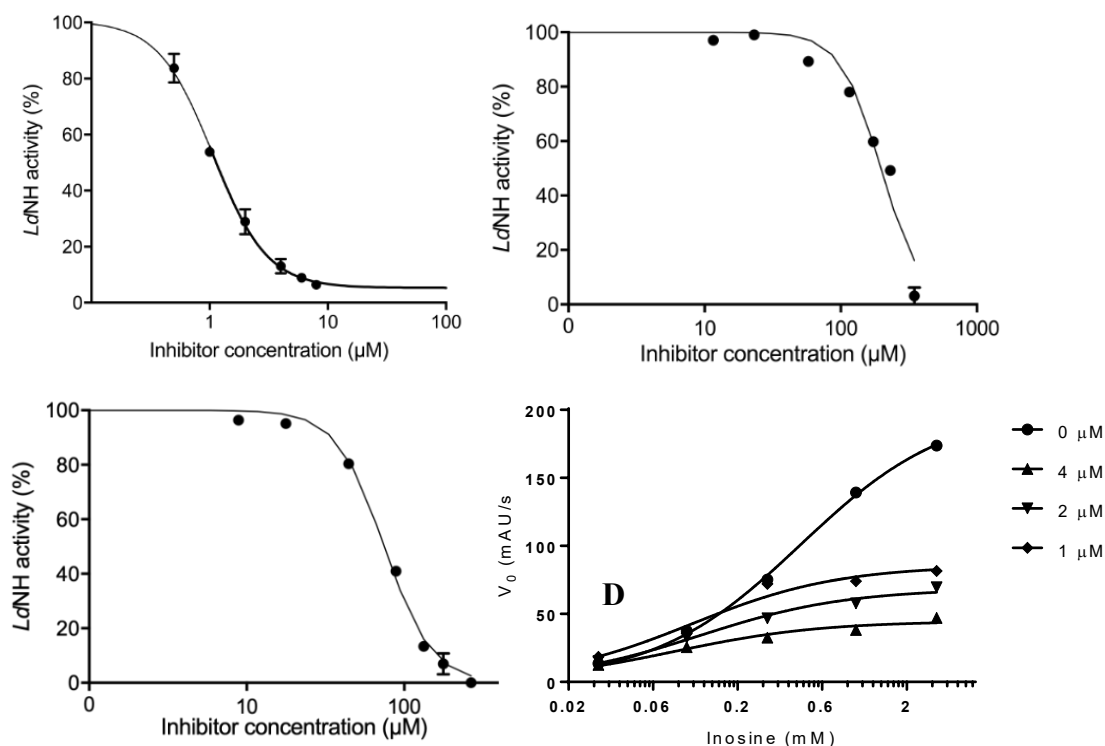 100
80
60
40
20
0
LdNH activity (%)
1
10
100
Inhibitor concentration (µM)
100
80
60
40
20
0
LdNH activity (%)
0
10
100
1000
Inhibitor concentration (µM)
100
80
60
40
20
0
LdNH activity (%)
0
10
100
Inhibitor concentration (µM)
200
150
100
50
0
V0 (mAU/s)
D
0.02
0.06
0.2
0.6
2
Inosine (mM)
0 µM
4 µM
2 µM
1 µM